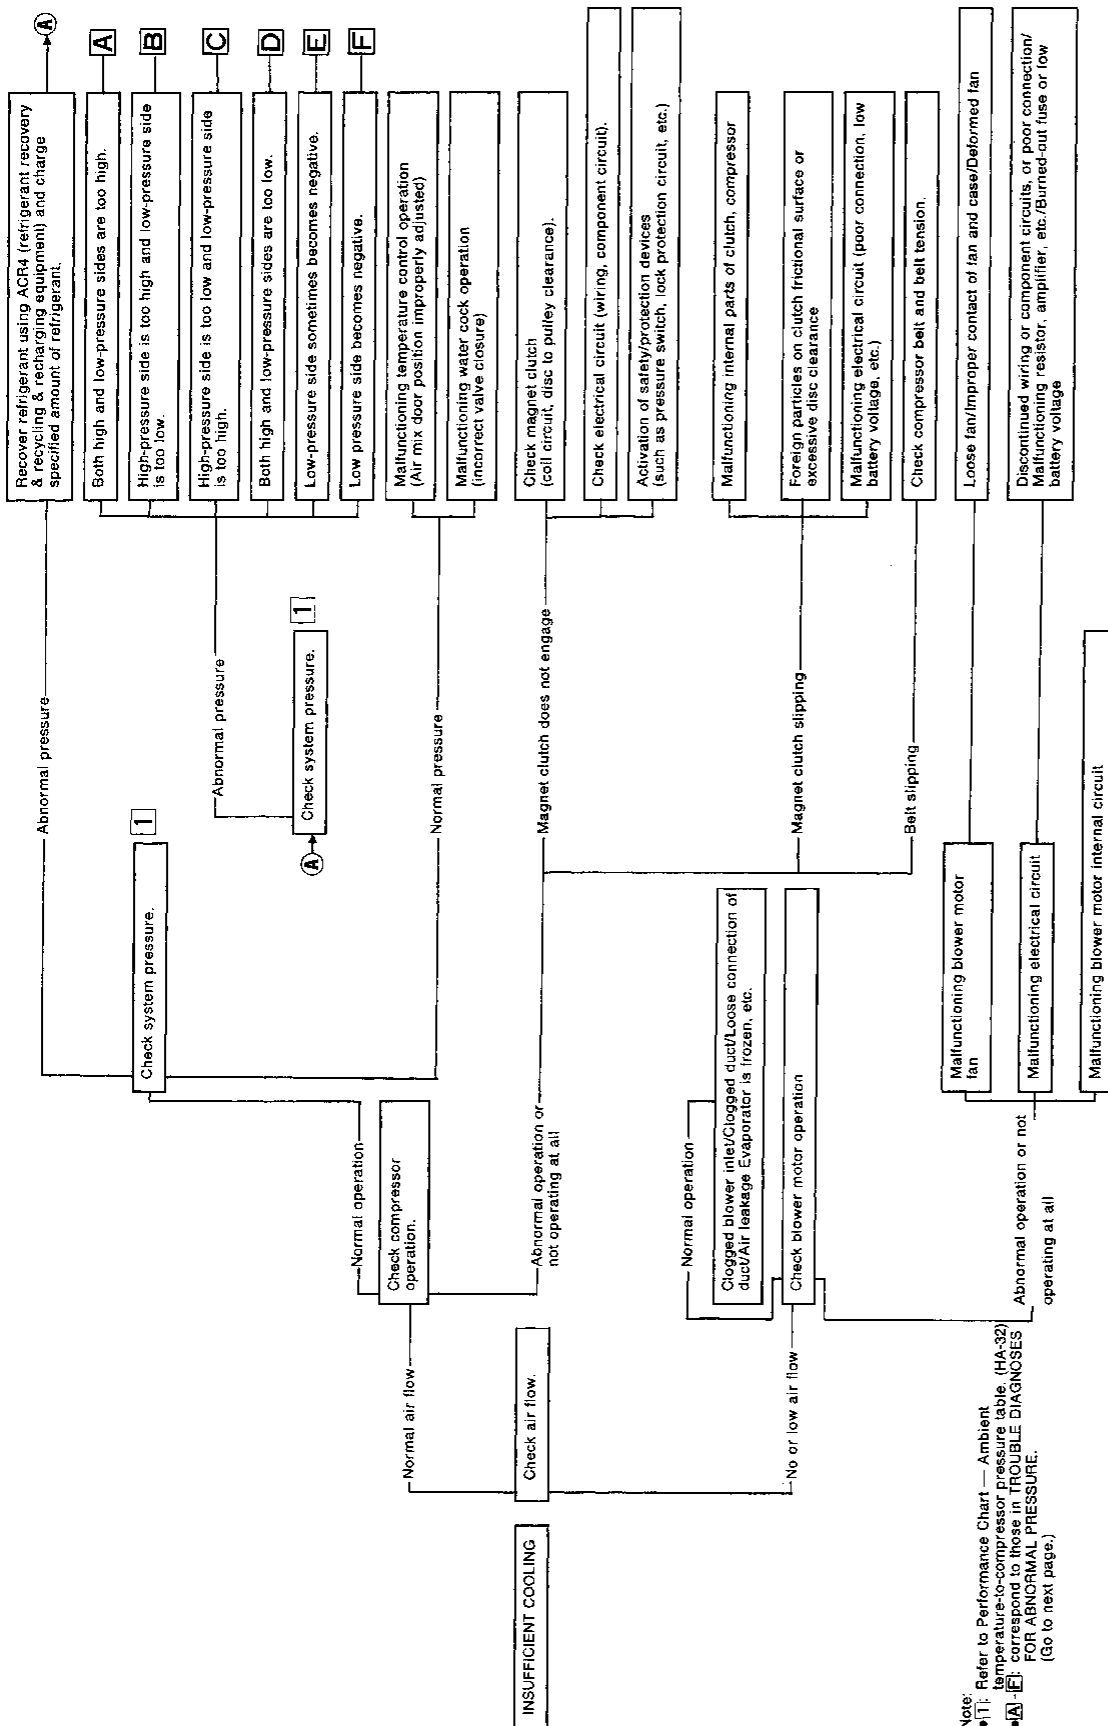 INSUFFICIENT COOLING
Check air flow.
Normal air flow
No or low air flow
Check compressor
operation.
Normal operation
Abnormal operation or
not operating at all
Check system pressure.
1
Abnormal pressure
Recover refrigerant using ACR4 (refrigerant recovery
& recycling & recharging equipment) and charge
specified amount of refrigerant.
A
A
Check system pressure.
1
Abnormal pressure
Both high and low-pressure sides are too high.
A
High-pressure side is too high and low-pressure side
is too low.
B
High-pressure side is too low and low-pressure side
is too high.
C
Both high and low-pressure sides are too low.
D
Low-pressure side sometimes becomes negative.
E
Low pressure side becomes negative.
F
Normal pressure
Malfunctioning temperature control operation
(Air mix door position improperly adjusted)
Malfunctioning water cock operation
(incorrect valve closure)
Magnet clutch does not engage
Check magnet clutch
(coil circuit, disc to pulley clearance).
Check electrical circuit (wiring, component circuit).
Activation of safety/protection devices
(such as pressure switch, lock protection circuit, etc.)
Magnet clutch slipping
Malfunctioning internal parts of clutch, compressor
Foreign particles on clutch frictional surface or
excessive disc clearance
Malfunctioning electrical circuit (poor connection, low
battery voltage, etc.)
Belt slipping
Check compressor belt and belt tension.
Normal operation
Clogged blower inlet/Clogged duct/Loose connection of
duct/Air leakage Evaporator is frozen, etc.
Check blower motor operation
Abnormal operation or not
operating at all
Malfunctioning blower motor
fan
Loose fan/Improper contact of fan and case/Deformed fan
Malfunctioning electrical circuit
Discontinued wiring or component circuits, or poor connection/
Malfunctioning resistor, amplifier, etc./Burned-out fuse or low
battery voltage
Malfunctioning blower motor internal circuit
Note:
•1: Refer to Performance Chart — Ambient
temperature-to-compressor pressure table. (HA-32)
•A - F: correspond to those in TROUBLE DIAGNOSES
FOR ABNORMAL PRESSURE.
(Go to next page.)